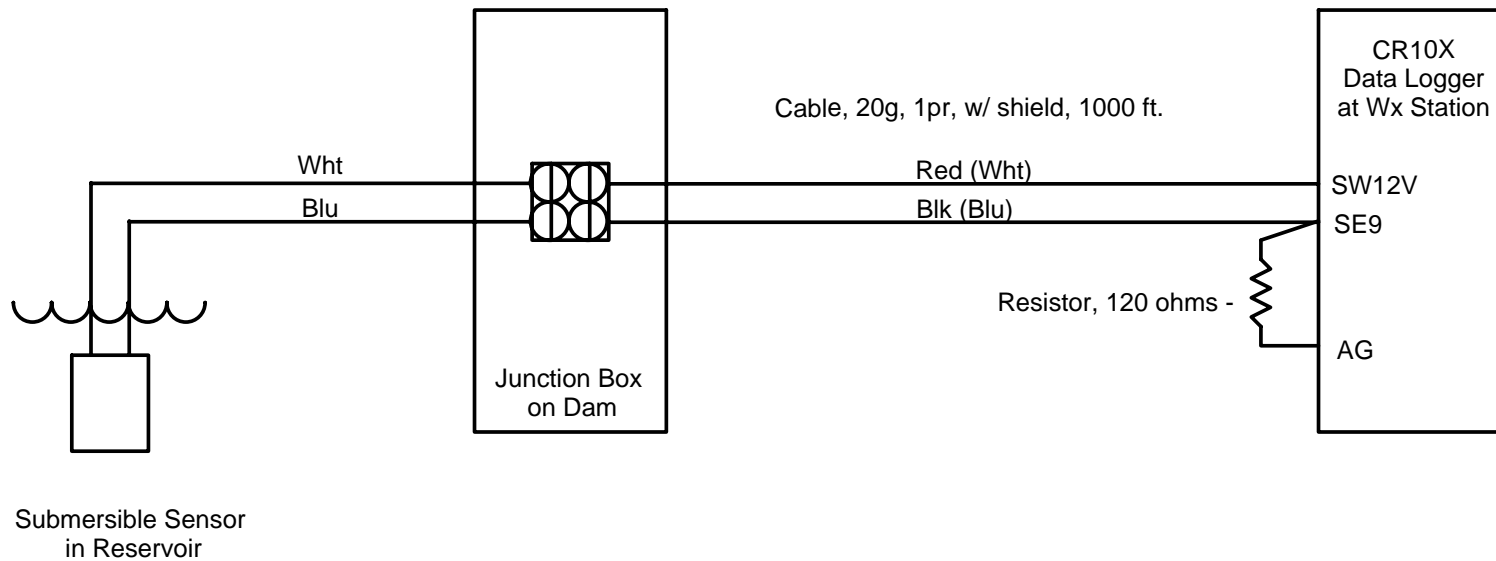 CR10X
Data Logger
at Wx Station
Cable, 20g, 1pr, w/ shield, 1000 ft.
Wht
Red (Wht)
SW12V
Blu
Blk (Blu)
SE9
Resistor, 120 ohms -
AG
Junction Box
on Dam
Submersible Sensor
in Reservoir